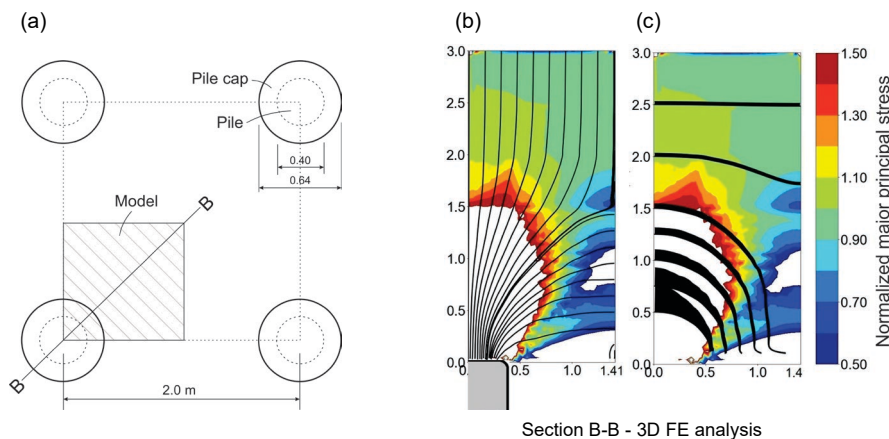 (a)
Pile cap
Pile
0.40
0.64
Model
B
B
2.0 m
(b)
3.0
2.5
2.0
1.5
1.0
0.5
0.0
0.5
1.0
1.41
(c)
3.0
2.5
2.0
1.5
1.0
0.5
0.0
0.0
0.5
1.0
1.4
1.50
1.30
1.10
0.90
0.70
0.50
Normalized major principal stress
Section B-B - 3D FE analysis